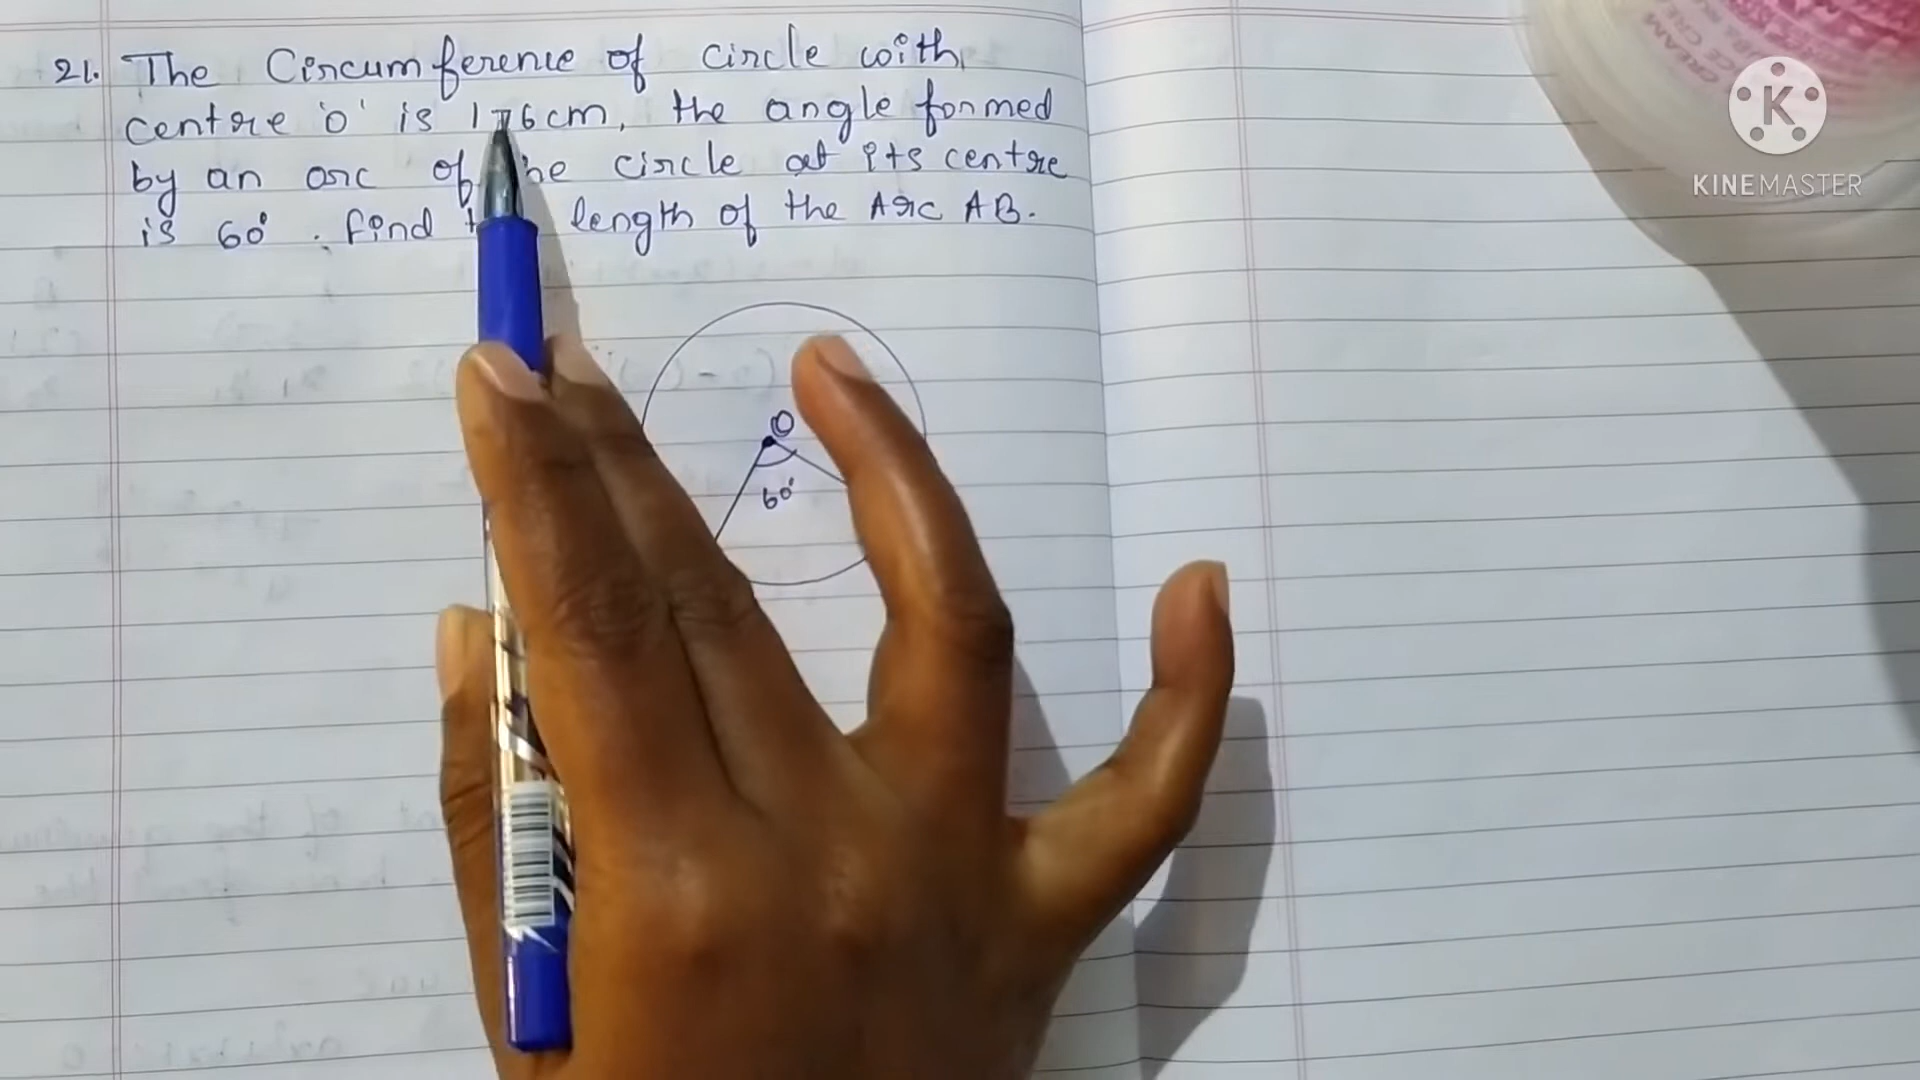 21. The Circumference of circle with
centre 'o' is 176cm, the angle formed
by an arc of the circle at its centre
is 60°. find length of the Arc AB.
O
60°
K
KINEMASTER